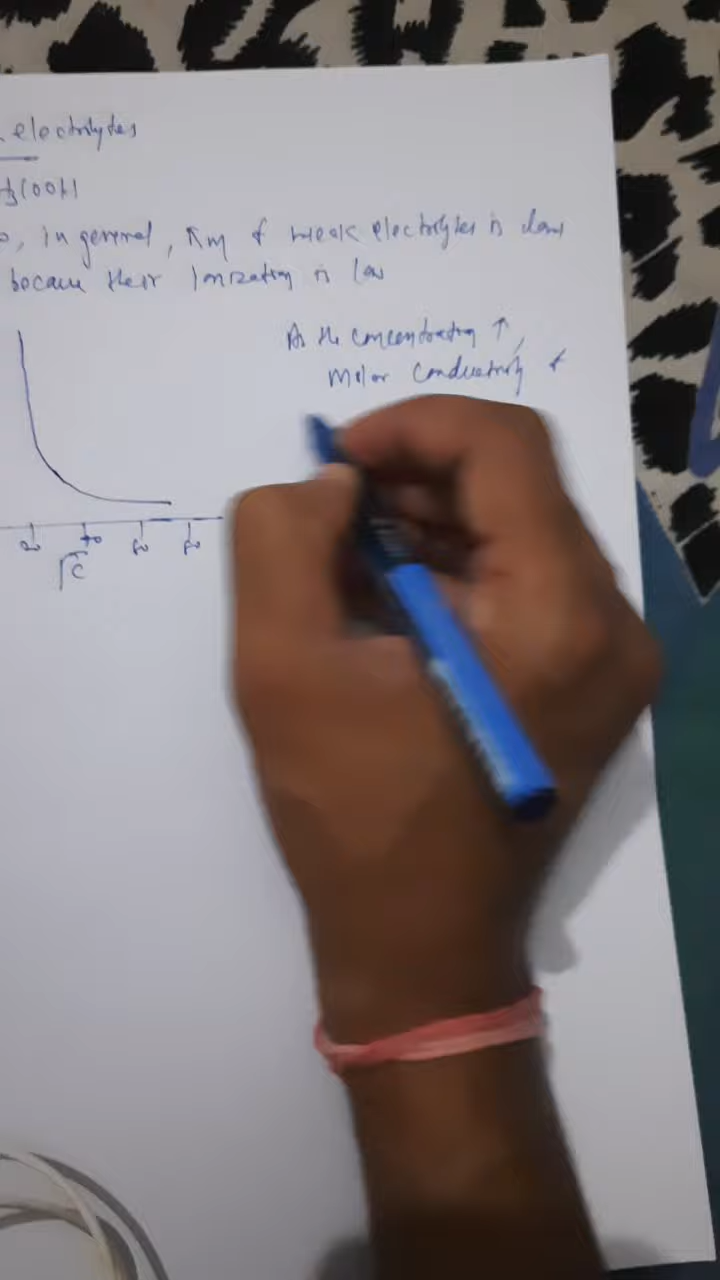 electrolytes
in general, Λm of weak electrolytes is low
because their Ionization is low
As the concentration ↑,
Molar Conductivity
√C